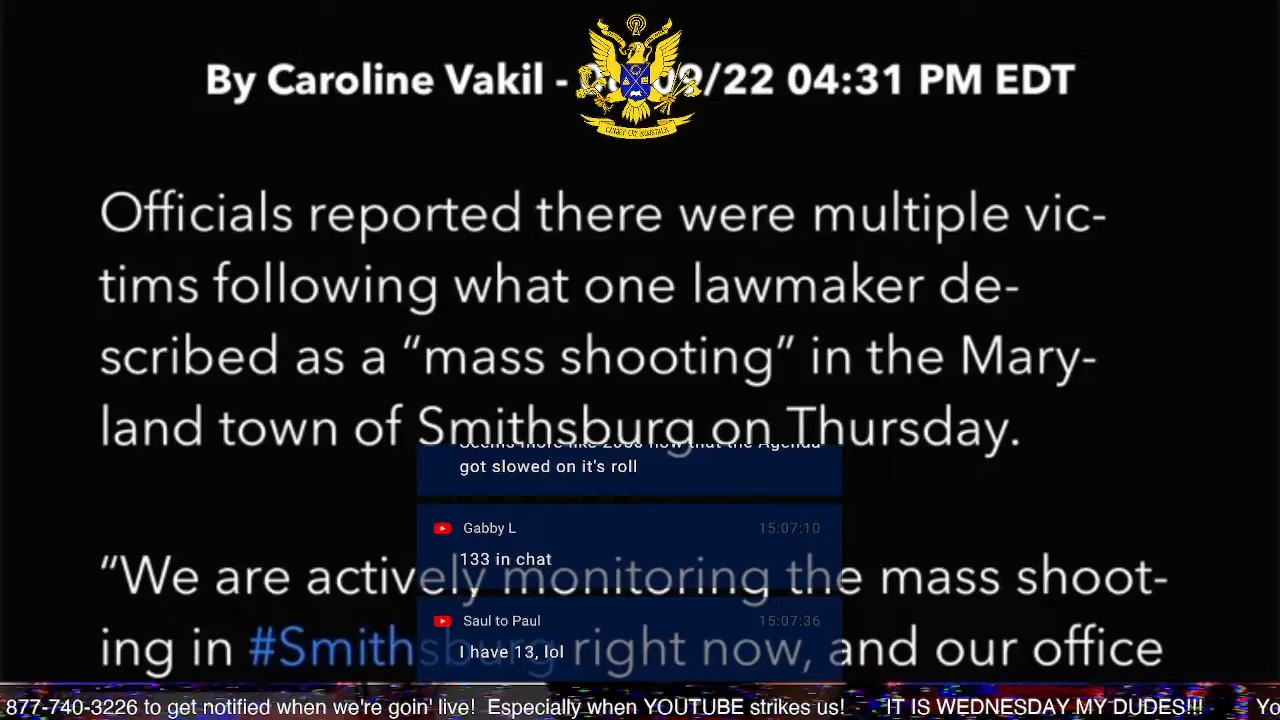 By Caroline Vakil - 09/22 04:31 PM EDT
Officials reported there were multiple vic-
tims following what one lawmaker de-
scribed as a “mass shooting” in the Mary-
land town of Smithsburg on Thursday.
got slowed on it's roll
Gabby L 15:07:10
133 in chat
“We are actively monitoring the mass shoot-
Saul to Paul 15:07:36
I have 13, lol
ing in #Smithsburg right now, and our office
877-740-3226 to get notified when we're goin' live! Especially when YOUTUBE strikes us! IT IS WEDNESDAY MY DUDES!!! Yo